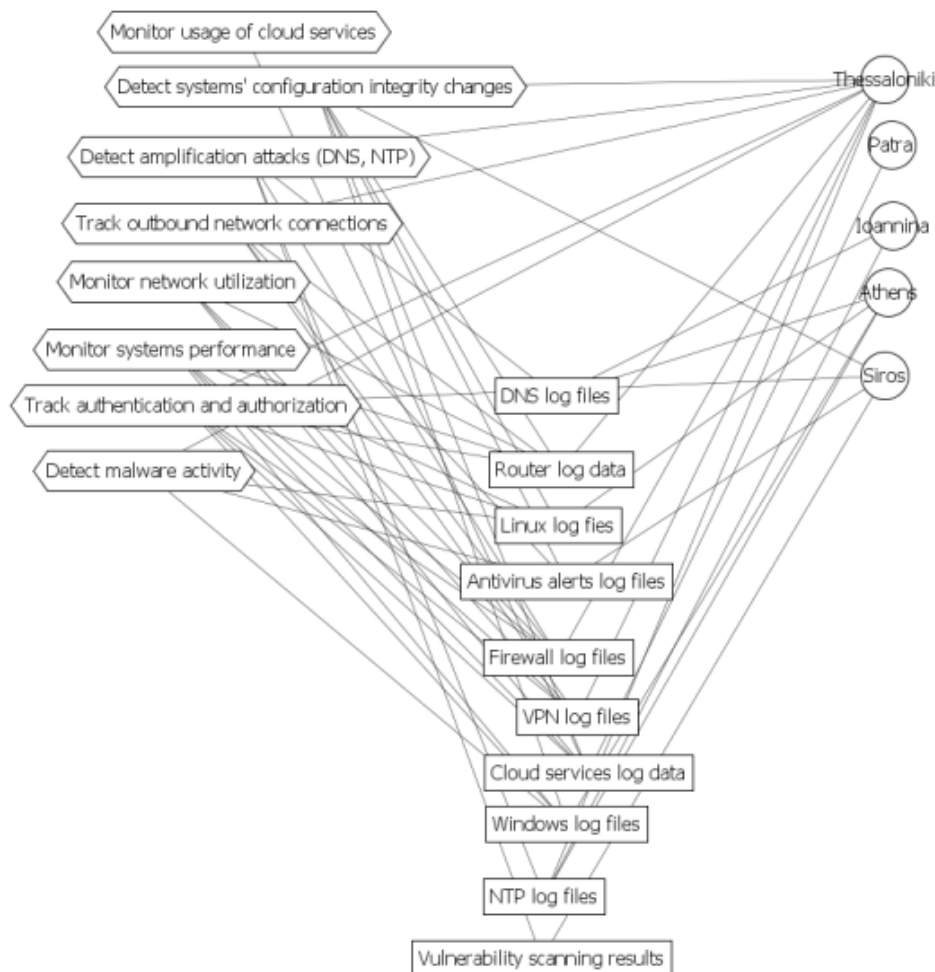 Monitor usage of cloud services
Detect systems' configuration integrity changes
Thessaloniki
Detect amplification attacks (DNS, NTP)
Patra
Track outbound network connections
Ioannina
Monitor network utilization
Athens
Monitor systems performance
Siros
Track authentication and authorization
DNS log files
Detect malware activity
Router log data
Linux log fies
Antivirus alerts log files
Firewall log files
VPN log files
Cloud services log data
Windows log files
NTP log files
Vulnerability scanning results